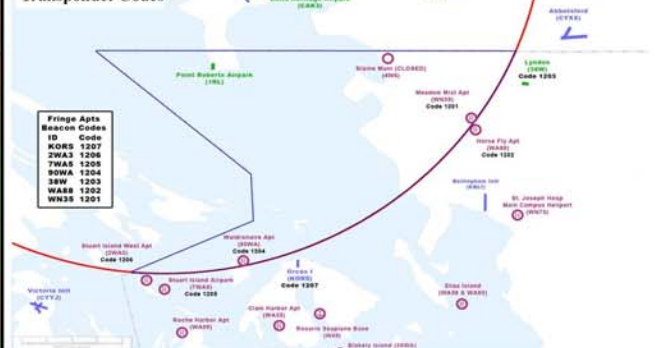 Transponder Codes
(CAK3)
Abbotsford
(CYXX)
Point Roberts Airpark
(1RL)
Blaine Muni (CLOSED)
(4W6)
Lynden
(38W)
Code 1203
Meadow Mist Apt
(WN35)
Code 1201
Horse Fly Apt
(WA88)
Code 1202
Fringe Apts
Beacon Codes
ID Code
KORS 1207
2WA3 1206
7WA5 1205
90WA 1204
38W 1203
WA88 1202
WN35 1201
Bellingham Intl
(KBLI)
St. Joseph Hosp
Main Campus Heliport
(WN75)
Stuart Island West Apt
(2WA3)
Code 1206
Waldronaire Apt
(90WA)
Code 1204
Stuart Island Airpark
(7WA5)
Code 1205
Orcas I
(KORS)
Code 1207
Victoria Intl
(CYYJ)
Eliza Island
Roche Harbor Apt
(WA09)
Clam Harbor Apt
Rosario Seaplane Base
(W49)
Blakely Island